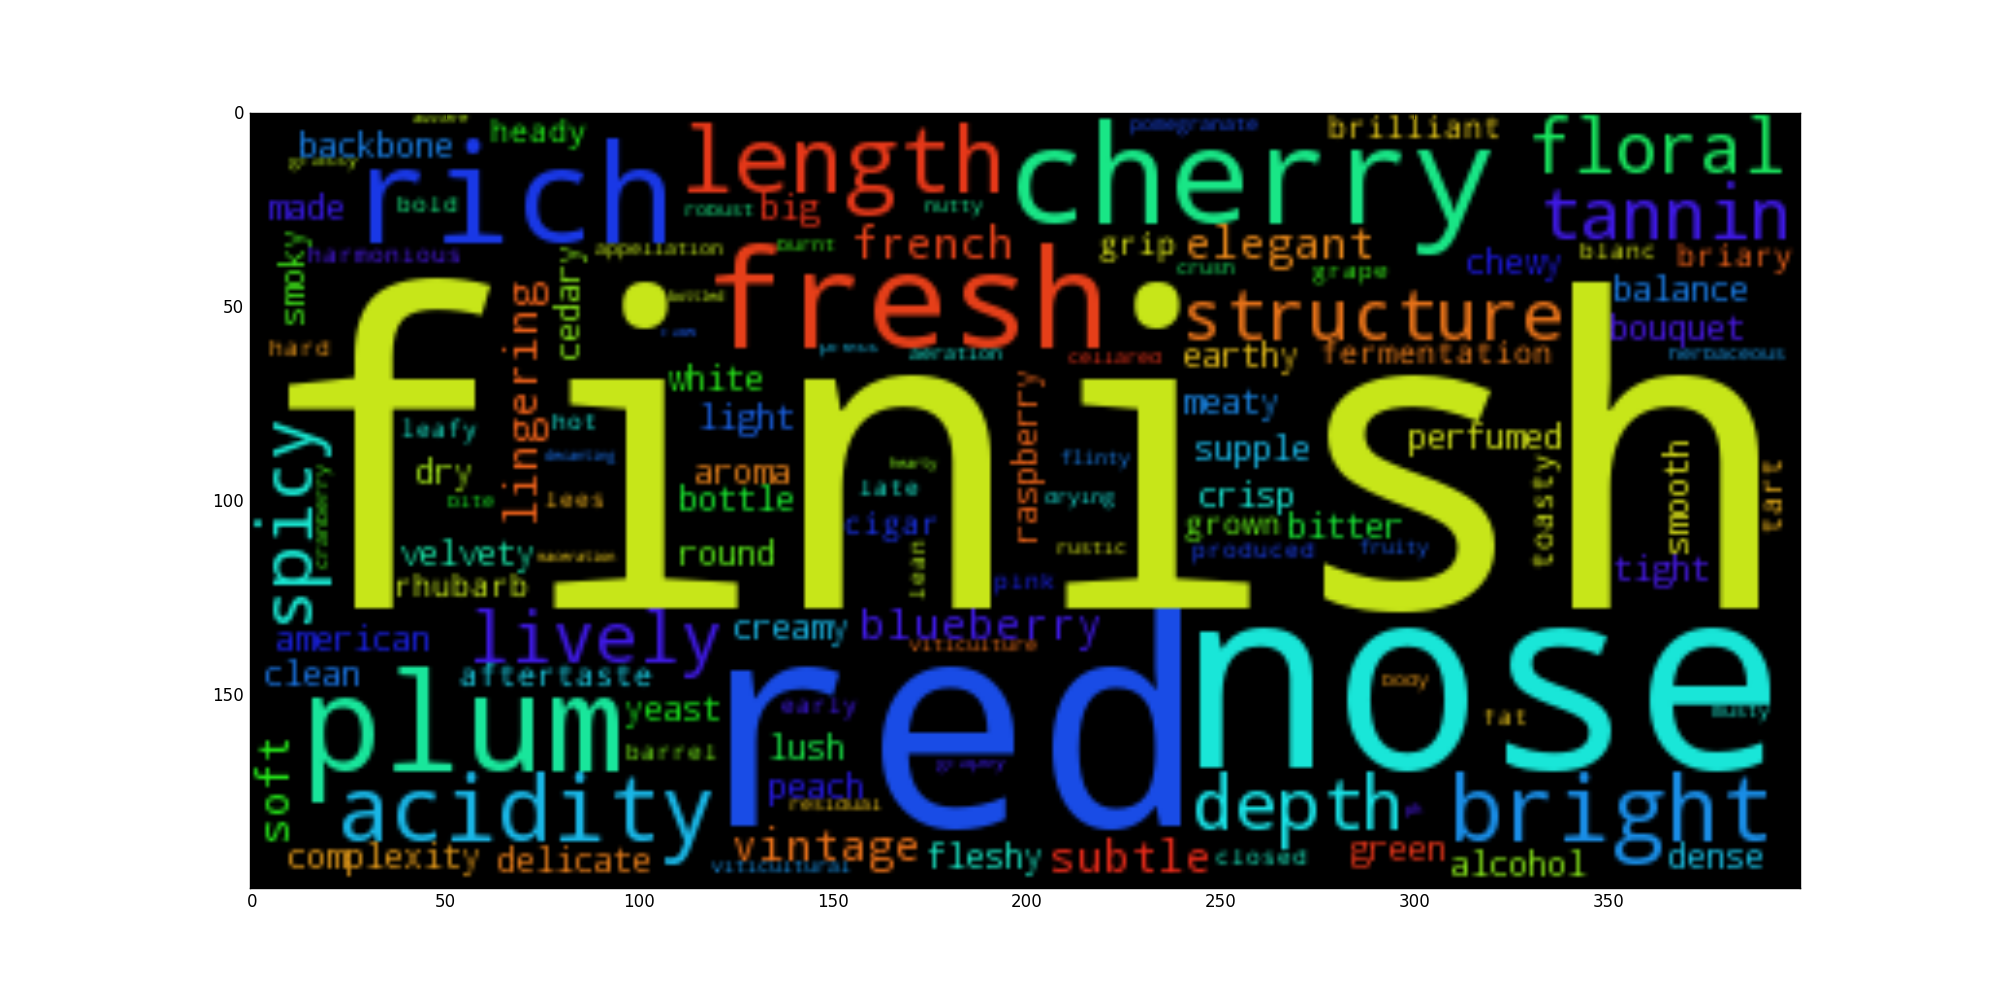 0
backbone
heady
length
cherry
pomegranate
brilliant
floral
grassy
rich
made
bold
robust
big
nutty
tannin
smoky
harmonious
cedary
appellation
burnt
french
grip
elegant
crush
grape
chewy
blanc
briary
50
bottled
fresh
structure
balance
bouquet
hard
lingering
finish
press
aeration
cellared
earthy
fermentation
herbaceous
white
raspberry
meaty
light
leafy
hot
perfumed
spicy
cranberry
dry
decanting
aroma
flinty
supple
toasty
smooth
tart
100
bite
lees
bottle
late
drying
crisp
cigar
grown
bitter
velvety
maceration
round
lean
rustic
produced
fruity
rhubarb
pink
tight
american
lively
creamy
blueberry
viticulture
nose
clean
aftertaste
red
body
150
plum
yeast
early
fat
musty
soft
barrel
lush
peach
residual
acidity
depth
bright
complexity
delicate
vintage
viticultural
fleshy
subtle
closed
green
alcohol
dense
0 50 100 150 200 250 300 350